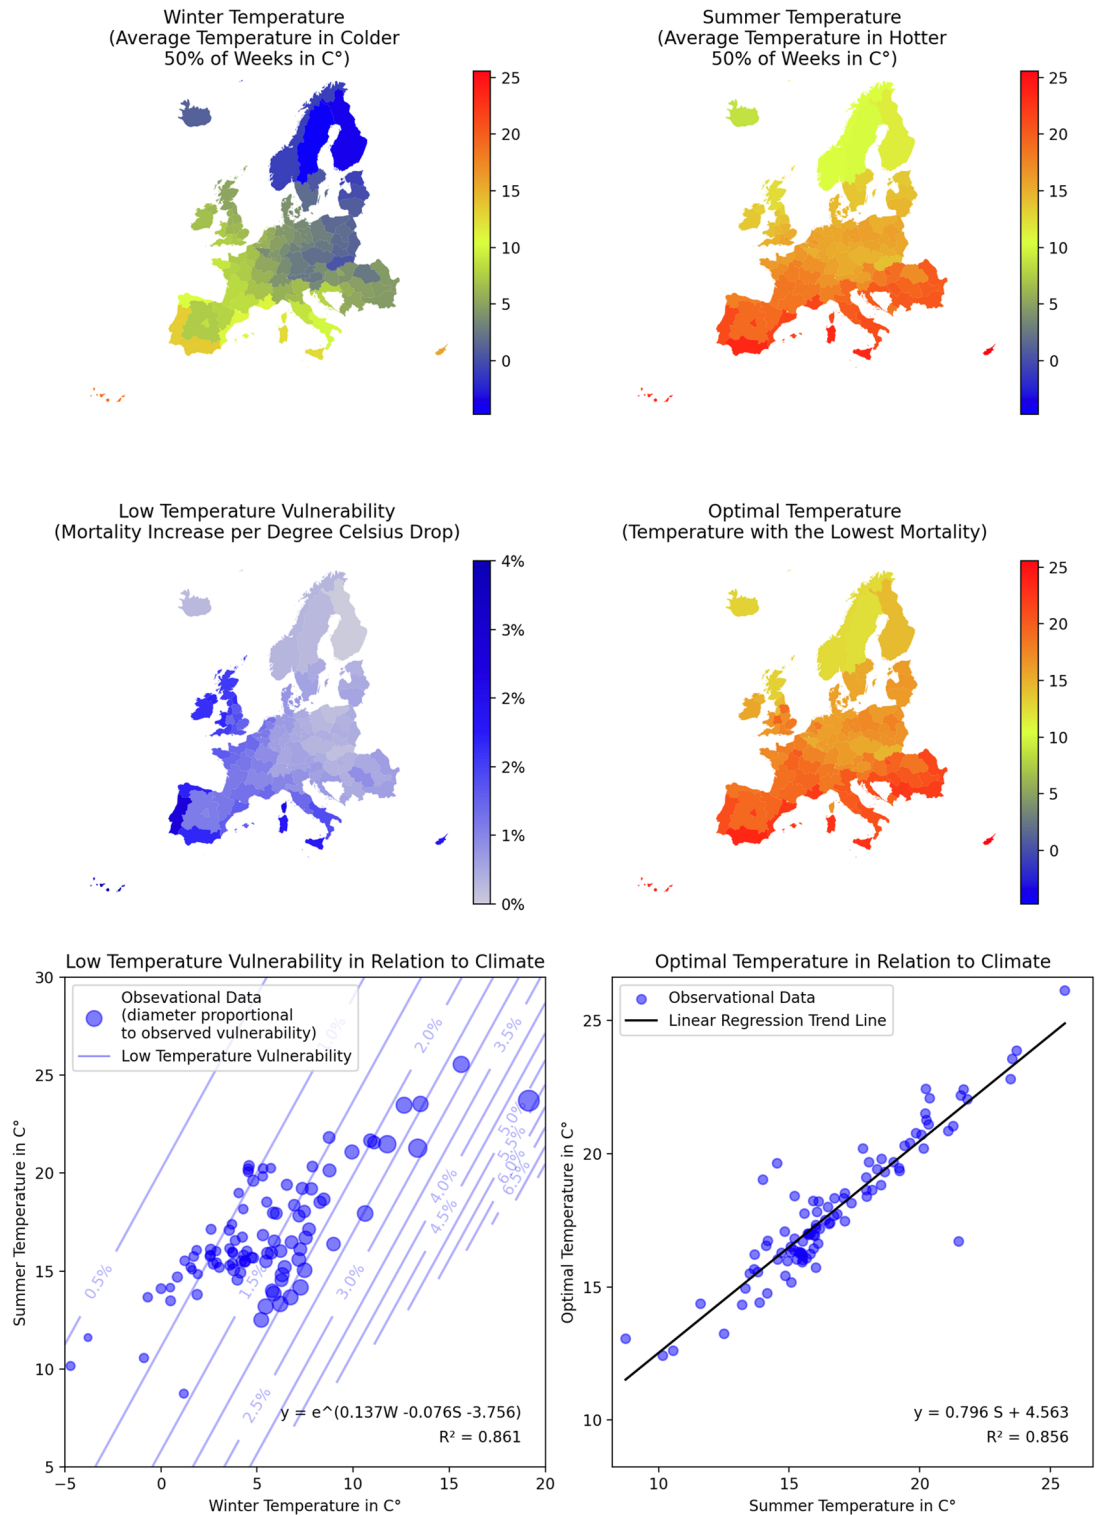 Winter Temperature
(Average Temperature in Colder
50% of Weeks in C°)
25
20
15
10
5
0
Summer Temperature
(Average Temperature in Hotter
50% of Weeks in C°)
25
20
15
10
5
0
Low Temperature Vulnerability
(Mortality Increase per Degree Celsius Drop)
4%
3%
2%
2%
1%
0%
Optimal Temperature
(Temperature with the Lowest Mortality)
25
20
15
10
5
0
Low Temperature Vulnerability in Relation to Climate
Obsevational Data
(diameter proportional
to observed vulnerability)
Low Temperature Vulnerability
0.5%
1.5%
2.0%
2.5%
3.0%
3.5%
4.0%
4.5%
5.0%
5.5%
6.0%
6.5%
y = e^(0.137W -0.076S -3.756)
R² = 0.861
30
25
20
15
10
5
Summer Temperature in C°
−5
0
5
10
15
20
Winter Temperature in C°
Optimal Temperature in Relation to Climate
Observational Data
Linear Regression Trend Line
y = 0.796 S + 4.563
R² = 0.856
25
20
15
10
Optimal Temperature in C°
10
15
20
25
Summer Temperature in C°